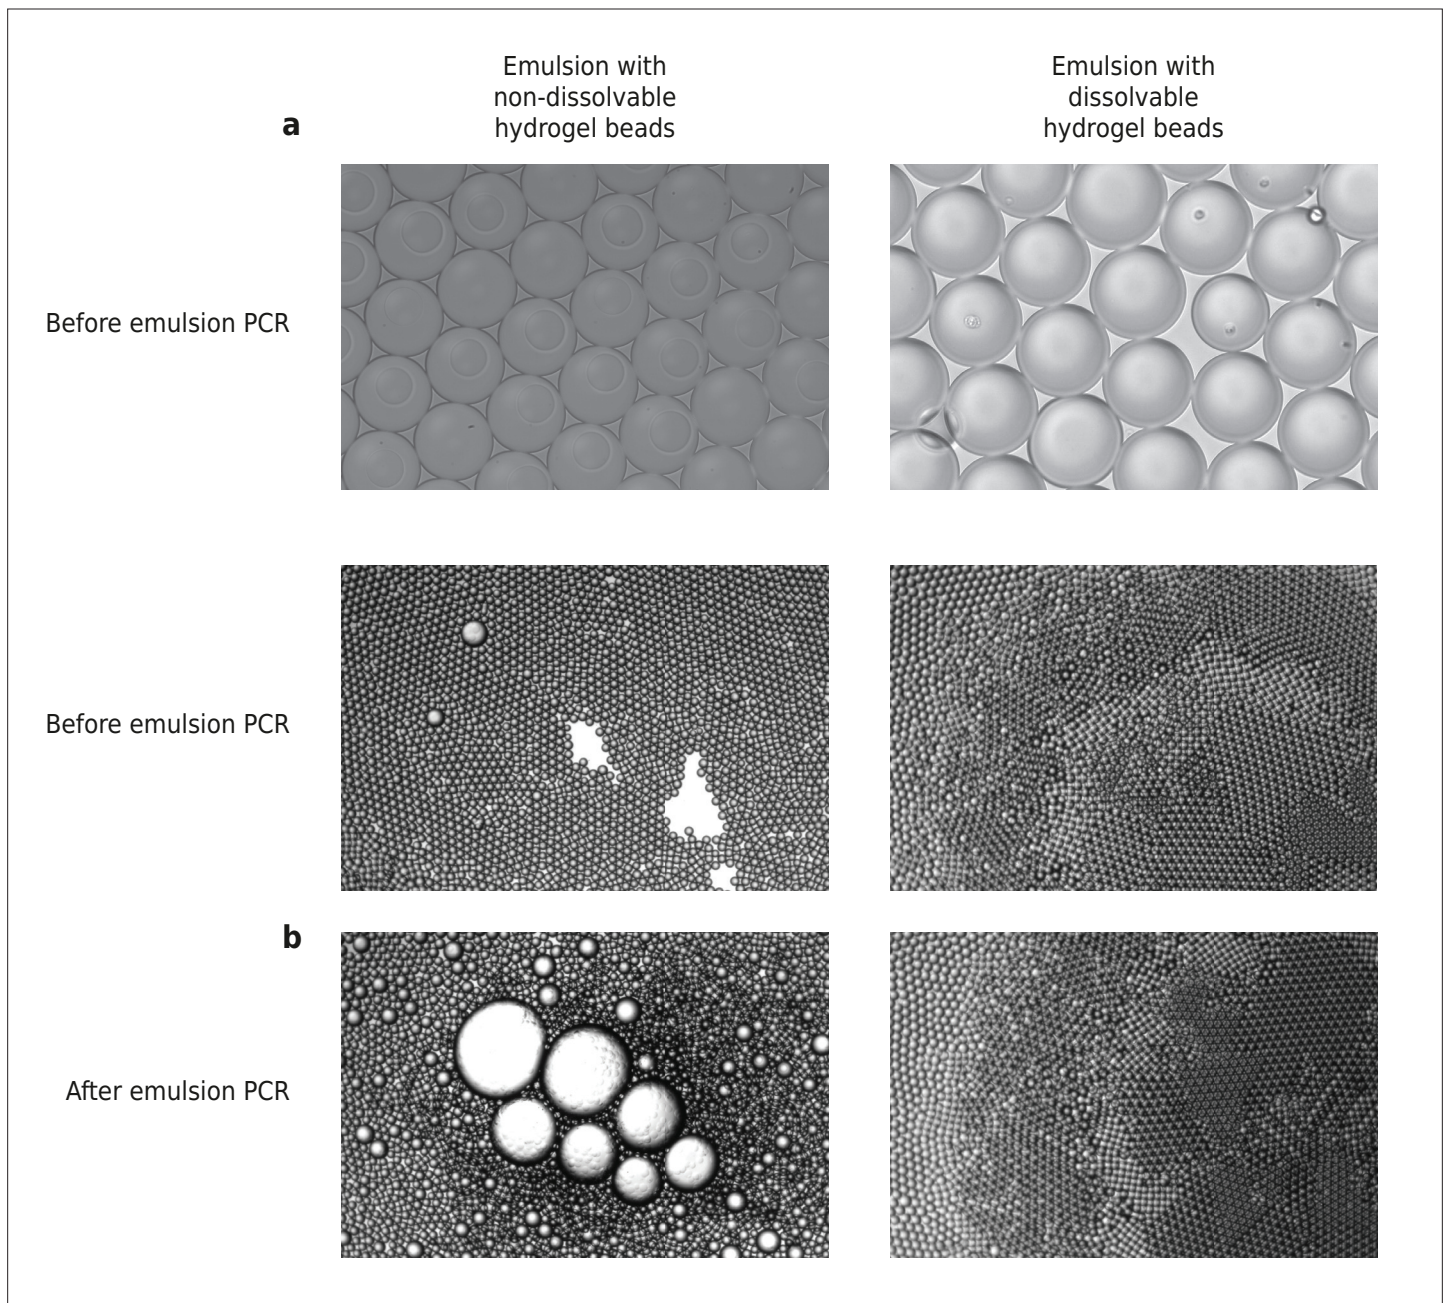 Emulsion with
non-dissolvable
hydrogel beads
Emulsion with
dissolvable
hydrogel beads
a
Before emulsion PCR
Before emulsion PCR
b
After emulsion PCR